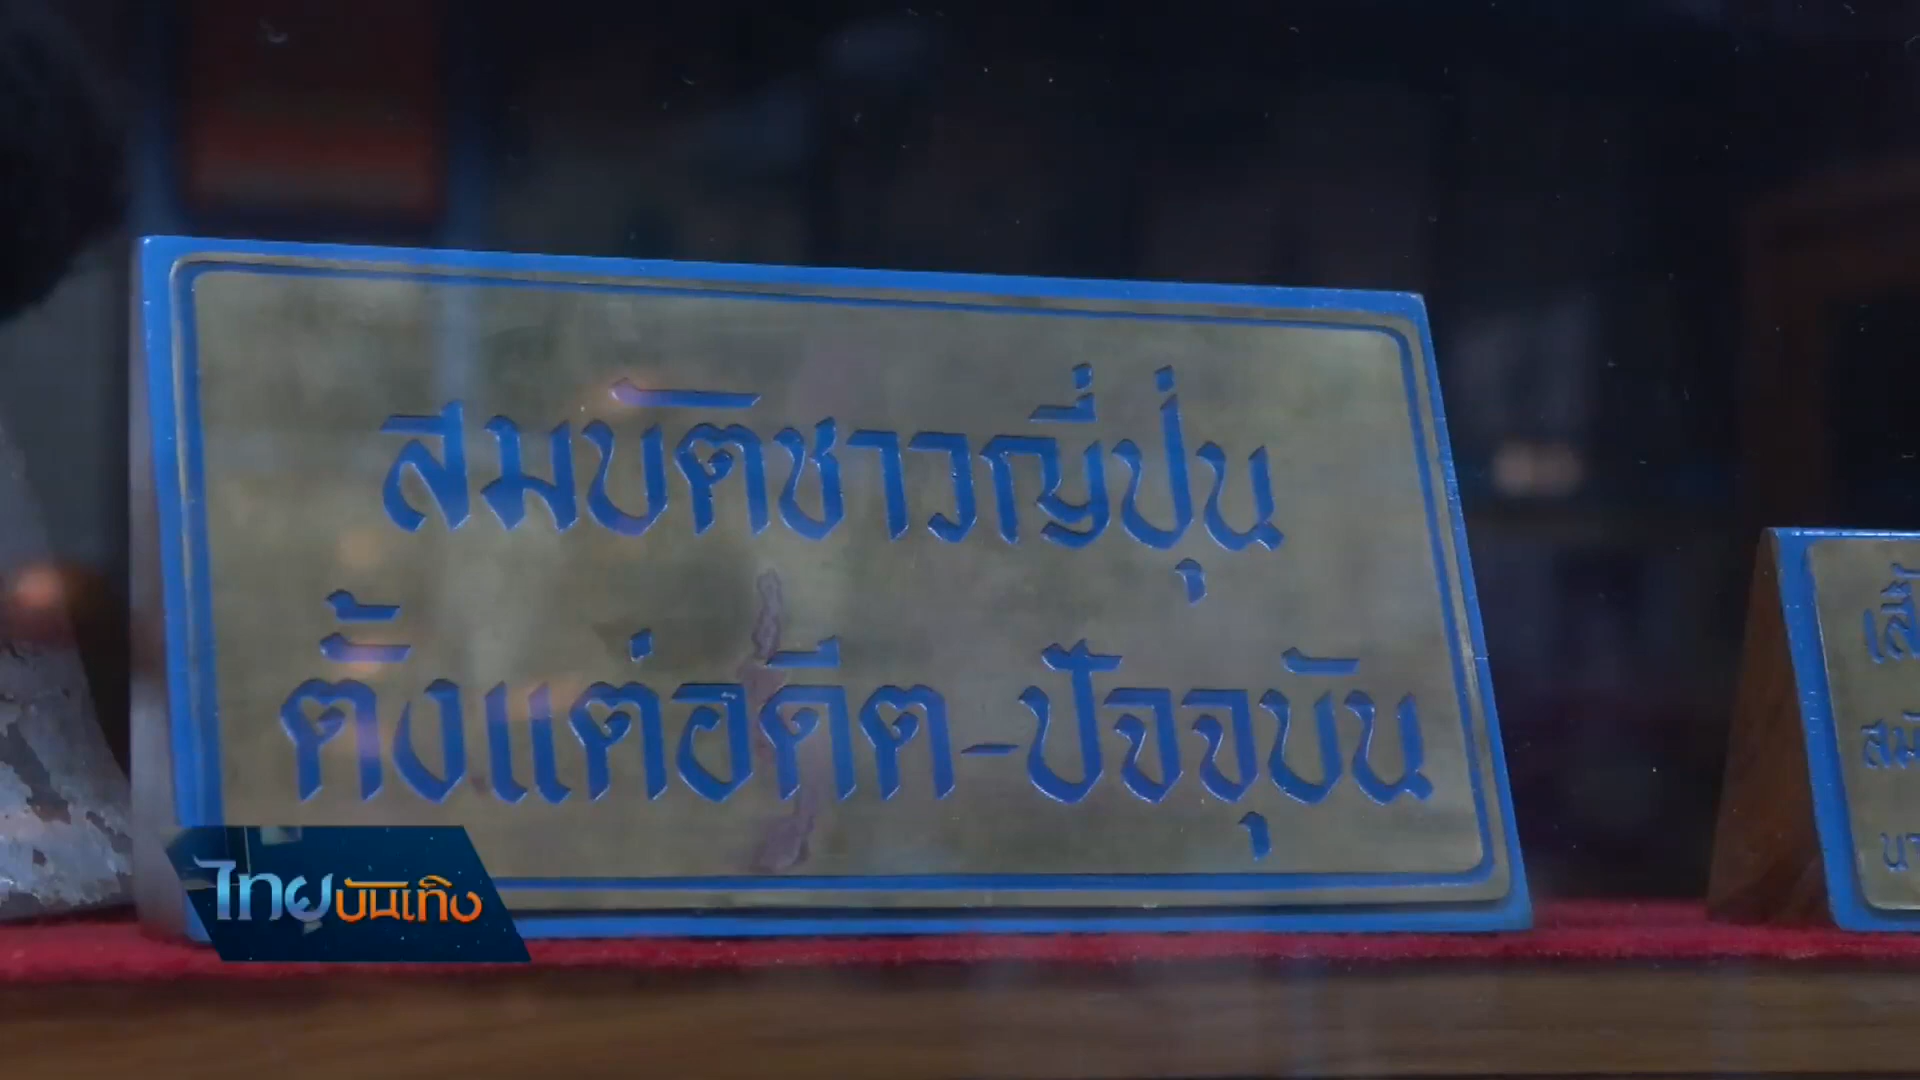 สมบัติชาวญี่ปุ่น
ตั้งแต่อดีต-ปัจจุบัน
ไทยบันเทิง